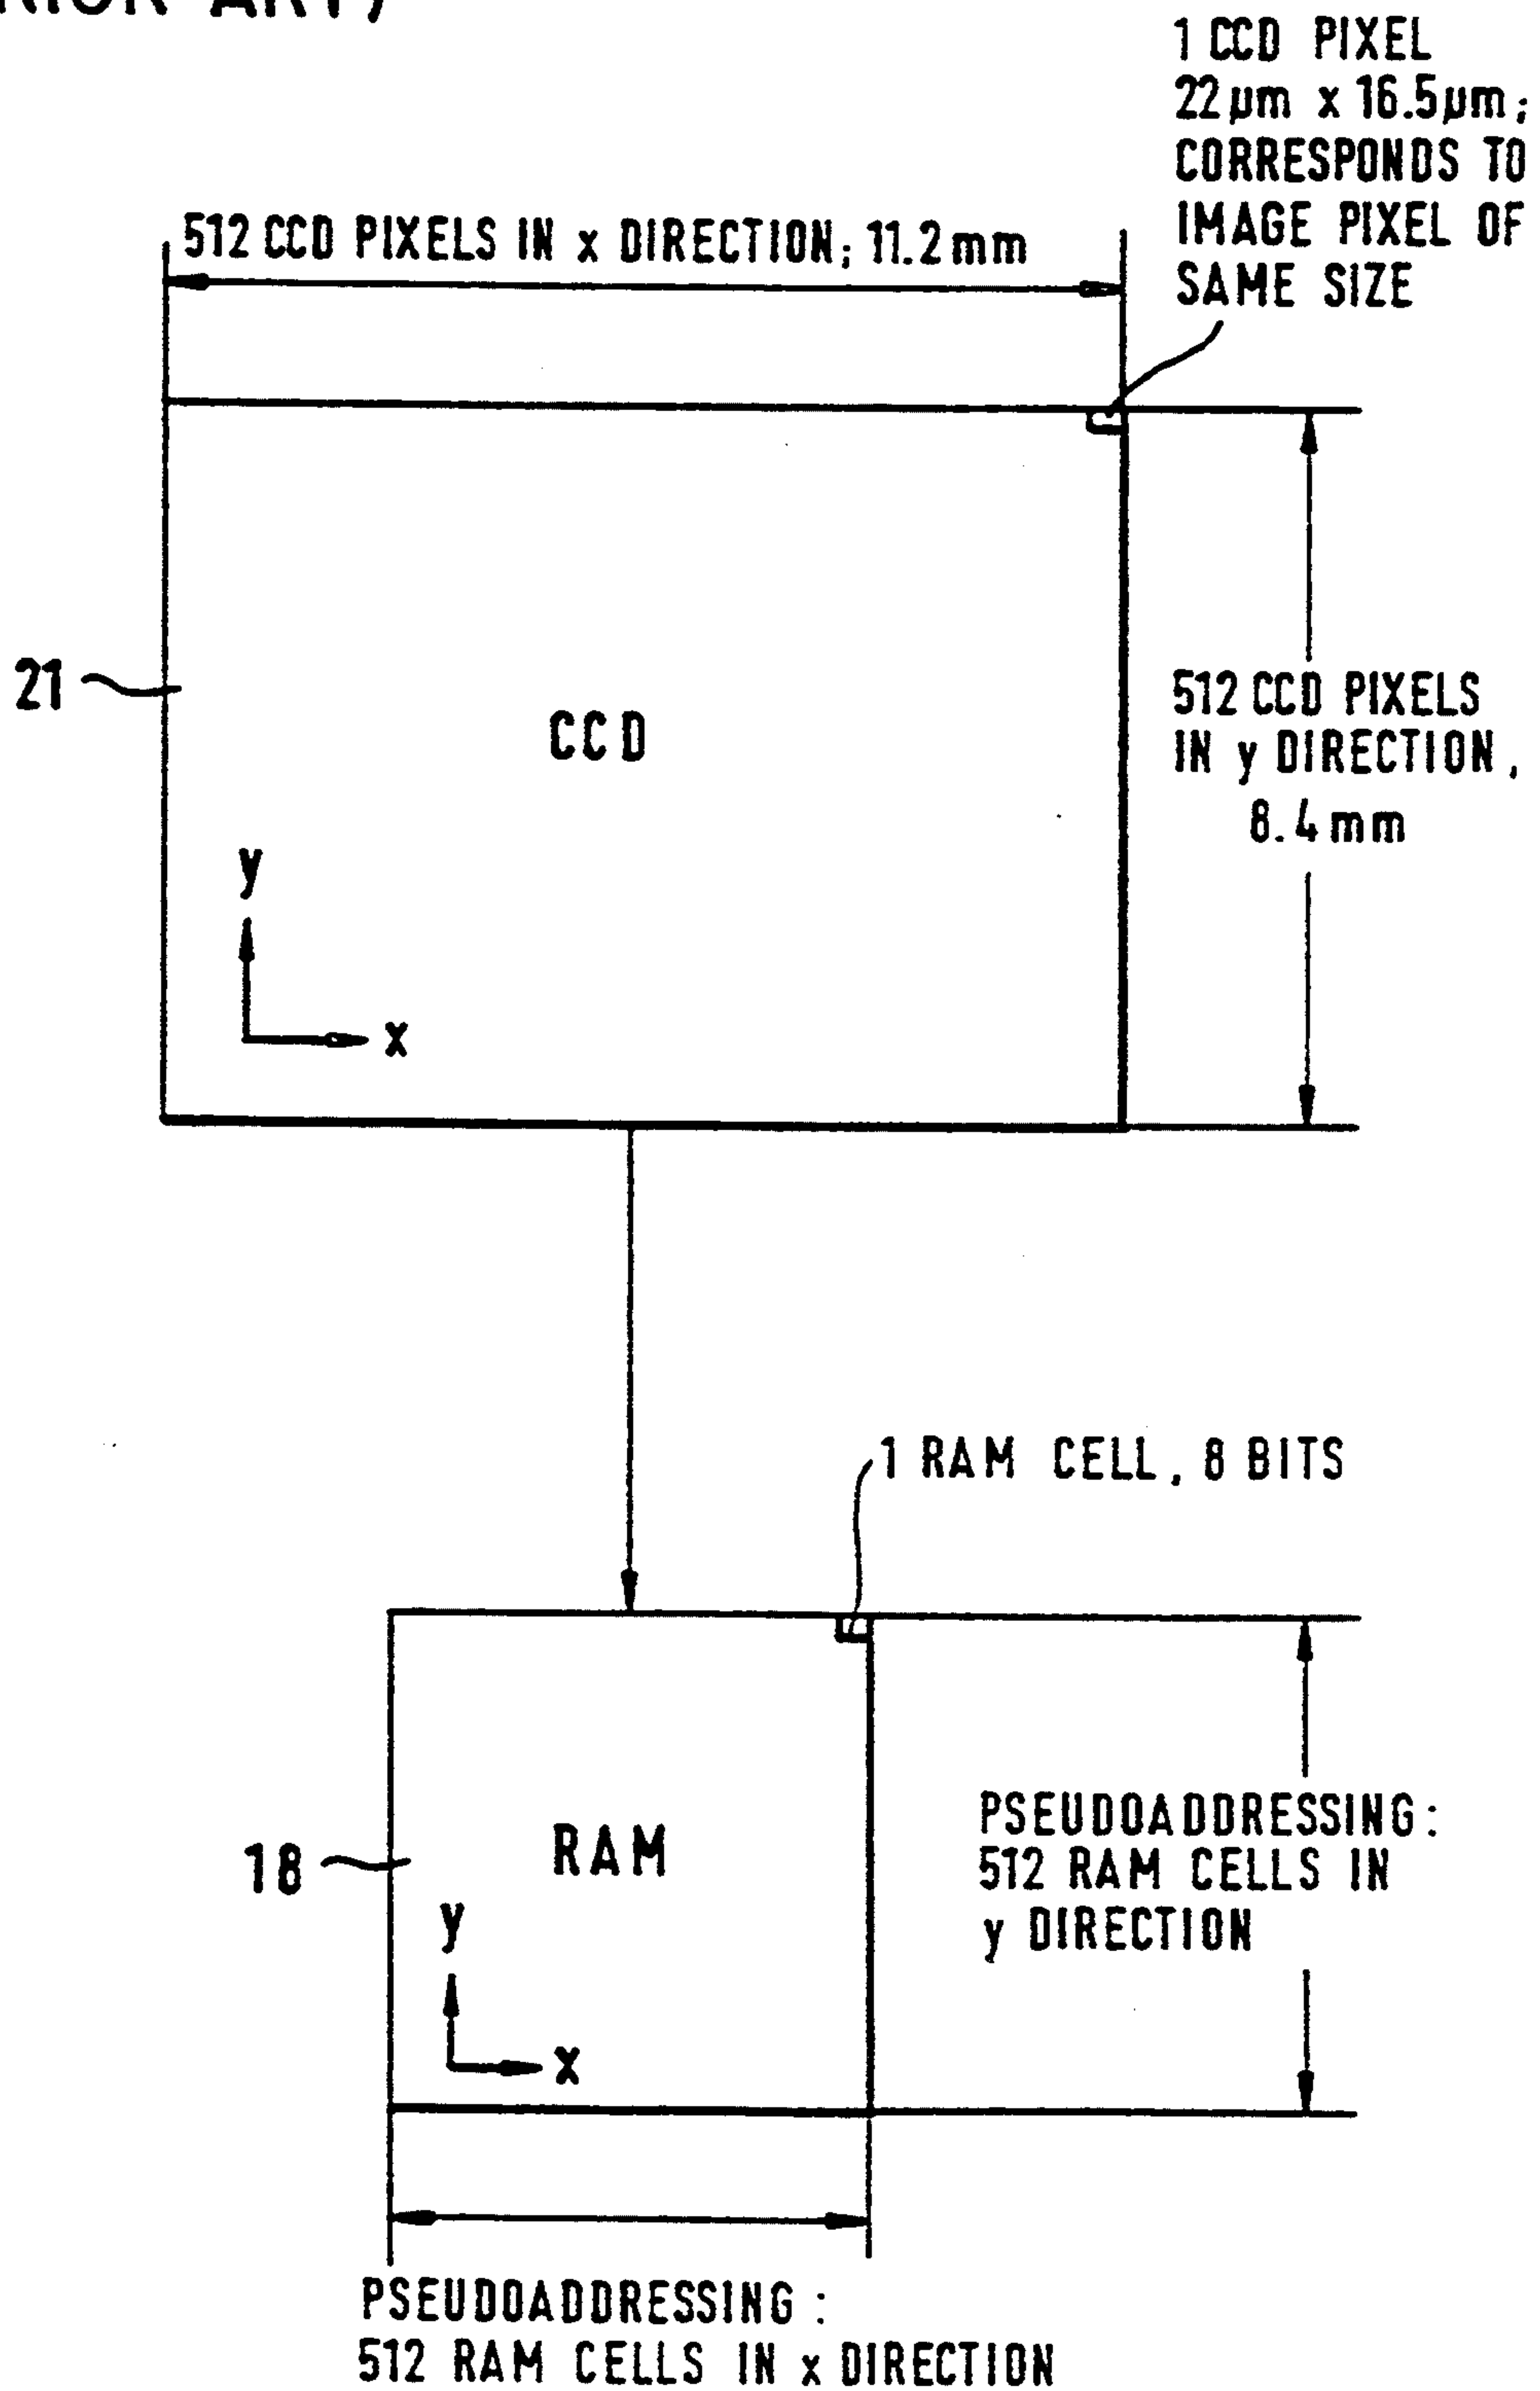 ART)
1 CCD PIXEL
22µm x 16.5µm;
CORRESPONDS TO
IMAGE PIXEL OF
SAME SIZE
512 CCD PIXELS IN x DIRECTION; 11.2mm
21
CCD
512 CCD PIXELS
IN y DIRECTION,
8.4mm
y
x
1 RAM CELL, 8 BITS
18
RAM
PSEUDOADDRESSING:
512 RAM CELLS IN
y DIRECTION
y
x
PSEUDOADDRESSING:
512 RAM CELLS IN x DIRECTION